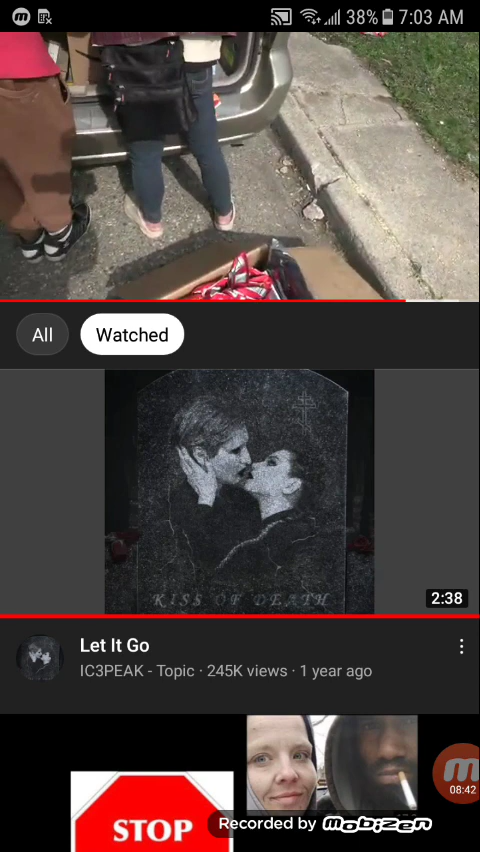 38% 7:03 AM
All Watched
KISS OF DEATH
2:38
Let It Go
IC3PEAK - Topic · 245K views · 1 year ago
08:42
STOP
Recorded by Mobizen